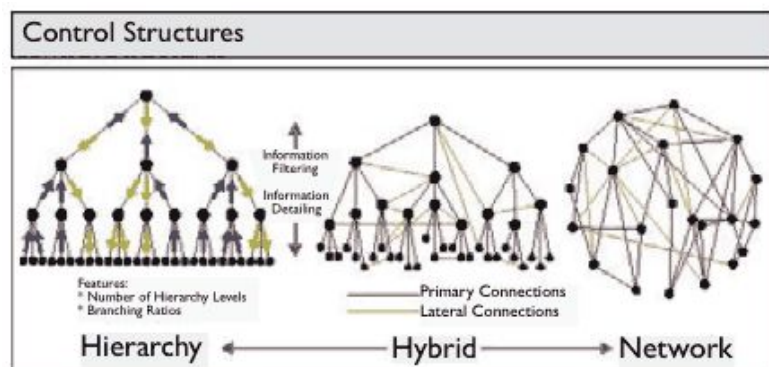 Control Structures
Information
Filtering
Information
Detailing
Features:
* Number of Hierarchy Levels
* Branching Ratios
Primary Connections
Lateral Connections
Hierarchy
Hybrid
Network